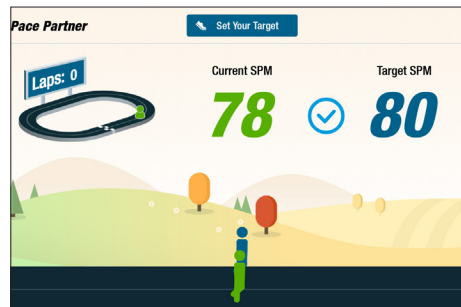 Pace Partner
Set Your Target
Laps: 0
Current SPM
Target SPM
78
80